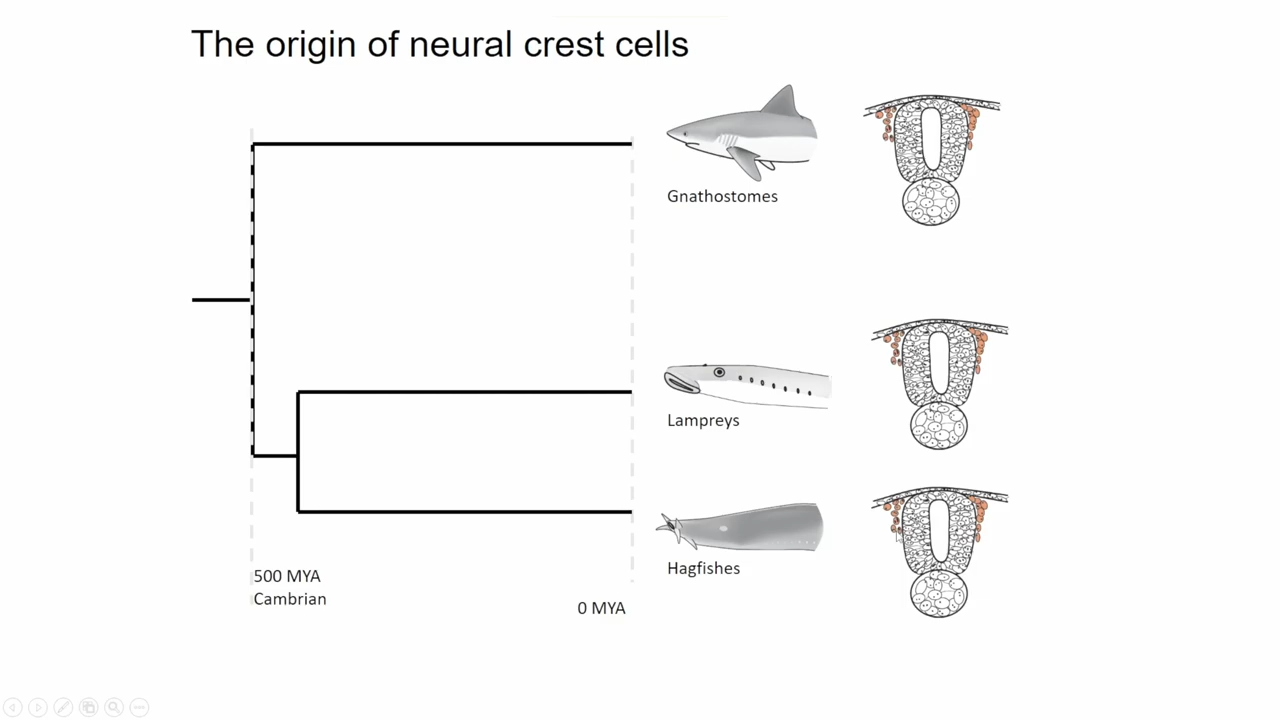 The origin of neural crest cells
Gnathostomes
Lampreys
Hagfishes
500 MYA
Cambrian
0 MYA